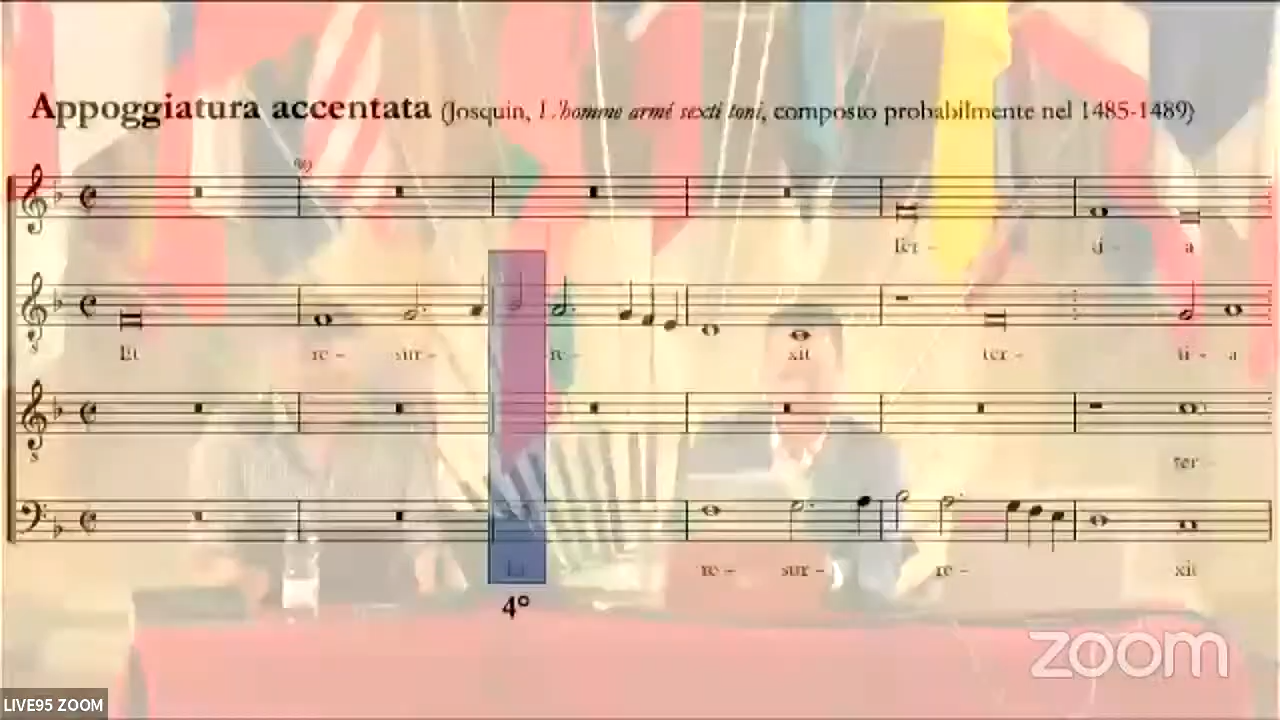 Appoggiatura accentata (Josquin, L'homme armé sexti toni, composto probabilmente nel 1485-1489)
ter - ti - a
Et re - sur - re - xit ter - ti - a
ter
re - sur - re - xit
4°
zoom
LIVE95 ZOOM